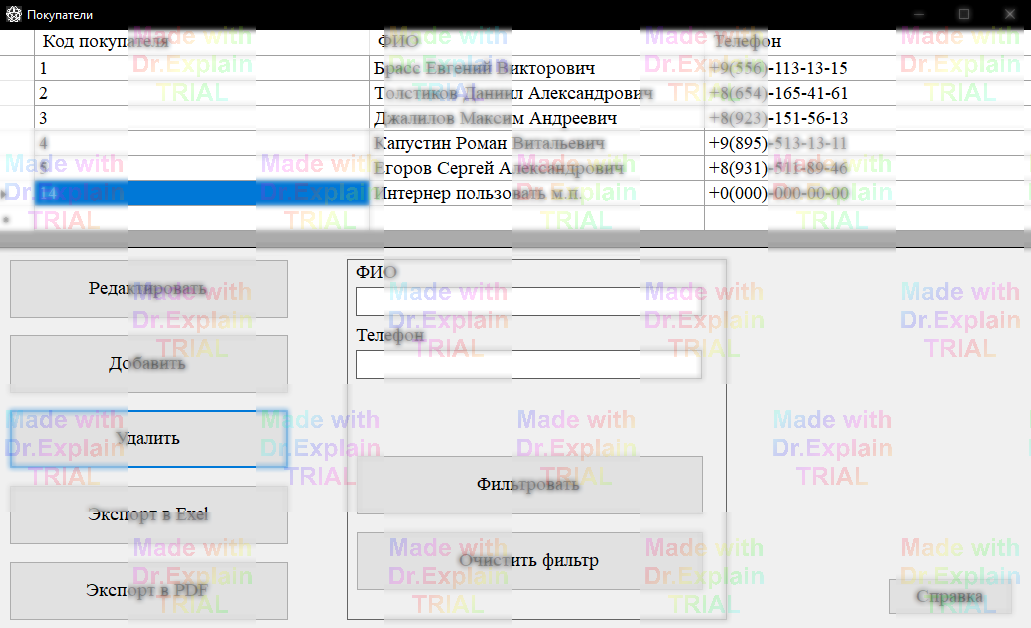 Покупатели
Код покупателя ФИО Телефон
1 Брасс Евгений Викторович +9(556)-113-13-15
2 Толстиков Даниил Александрович +8(654)-165-41-61
3 Джалилов Максим Андреевич +8(923)-151-56-13
4 Капустин Роман Витальевич +9(895)-513-13-11
5 Егоров Сергей Александрович +8(931)-511-89-46
14 Интернер пользовать м.п. +0(000)-000-00-00
Редактировать
Добавить
Удалить
Экспорт в Exel
Экспорт в PDF
ФИО
Телефон
Фильтровать
Очистить фильтр
Справка
Made with
Dr.Explain
TRIAL